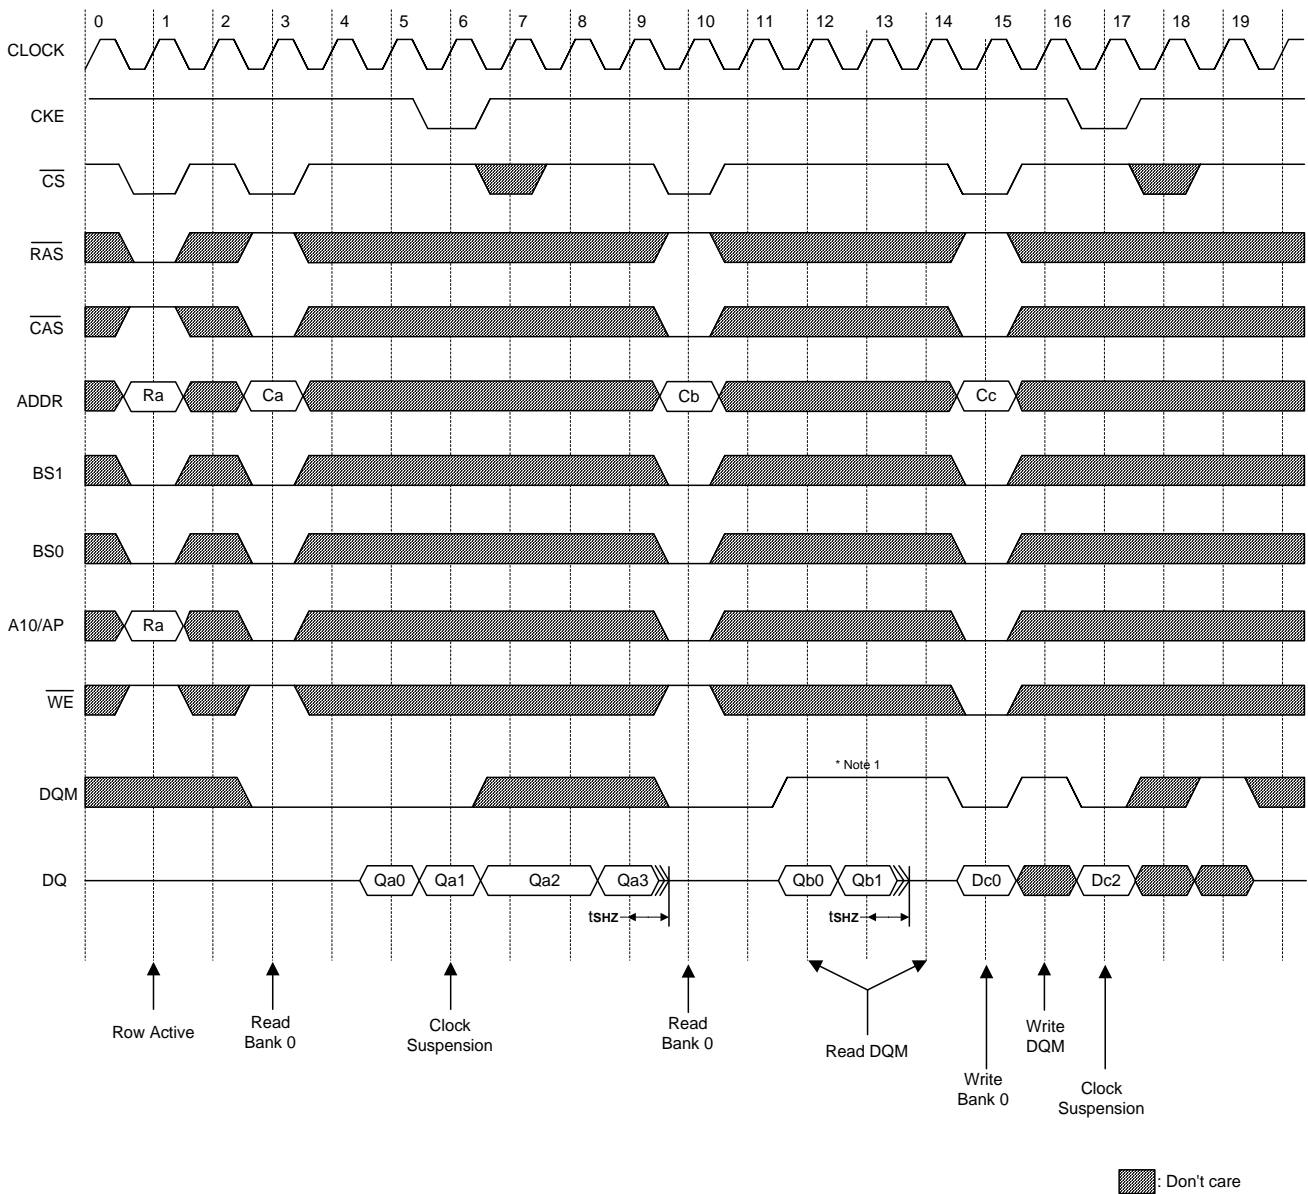 0 1 2 3 4 5 6 7 8 9 10 11 12 13 14 15 16 17 18 19
CLOCK
CKE
CS
RAS
CAS
ADDR Ra Ca Cb Cc
BS1
BS0
A10/AP Ra
WE
* Note 1
DQM
DQ Qa0 Qa1 Qa2 Qa3 Qb0 Qb1 Dc0 Dc2
tSHZ tSHZ
Row Active
Read
Bank 0
Clock
Suspension
Read
Bank 0
Read DQM
Write
Bank 0
Write
DQM
Clock
Suspension
: Don't care